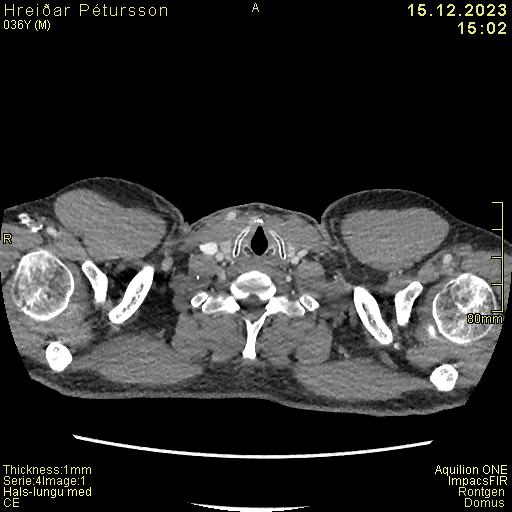 Hreiðar Pétursson
036Y (M)
A
15.12.2023
15:02
R
80mm
Thickness:1mm
Serie:4Image:1
Hals-lungu med
CE
Aquilion ONE
ImpacsFIR
Rontgen
Domus